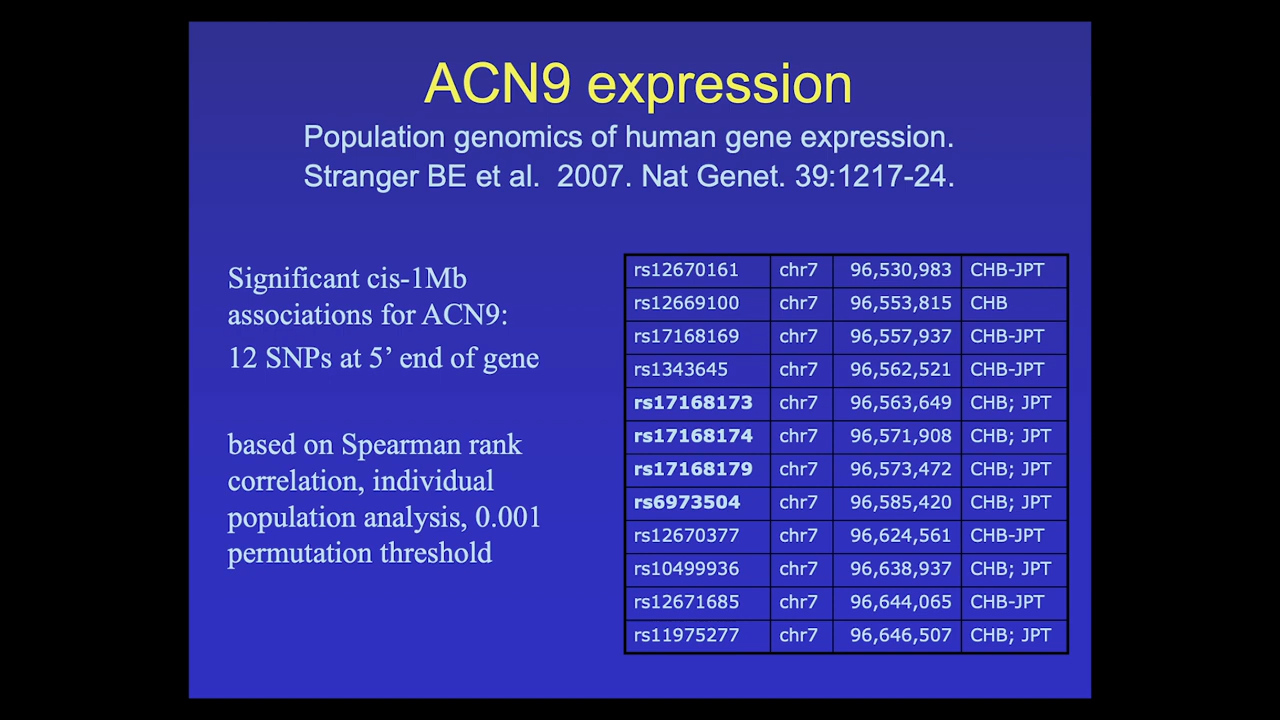 ACN9 expression
Population genomics of human gene expression.
Stranger BE et al.  2007. Nat Genet. 39:1217-24.
Significant cis-1Mb
associations for ACN9:
12 SNPs at 5’ end of gene
based on Spearman rank
correlation, individual
population analysis, 0.001
permutation threshold
rs12670161 chr7 96,530,983 CHB-JPT
rs12669100 chr7 96,553,815 CHB
rs17168169 chr7 96,557,937 CHB-JPT
rs1343645 chr7 96,562,521 CHB-JPT
rs17168173 chr7 96,563,649 CHB; JPT
rs17168174 chr7 96,571,908 CHB; JPT
rs17168179 chr7 96,573,472 CHB; JPT
rs6973504 chr7 96,585,420 CHB; JPT
rs12670377 chr7 96,624,561 CHB-JPT
rs10499936 chr7 96,638,937 CHB; JPT
rs12671685 chr7 96,644,065 CHB-JPT
rs11975277 chr7 96,646,507 CHB; JPT